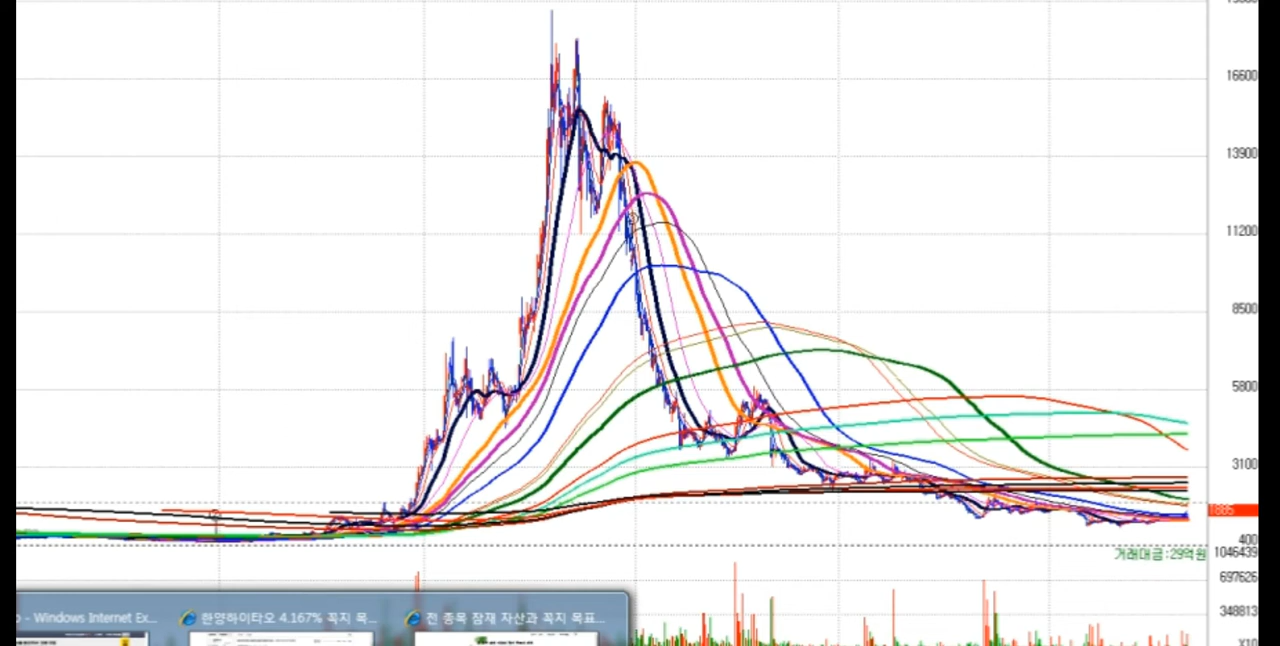 16600
13900
11200
8500
5800
3100
1885
400
거래대금:29억원
1046439
697626
348813
X10
- Windows Internet Ex...
한양하이타오 4.167% 꼭지 목...
전 종목 잠재 자산과 꼭지 목표...